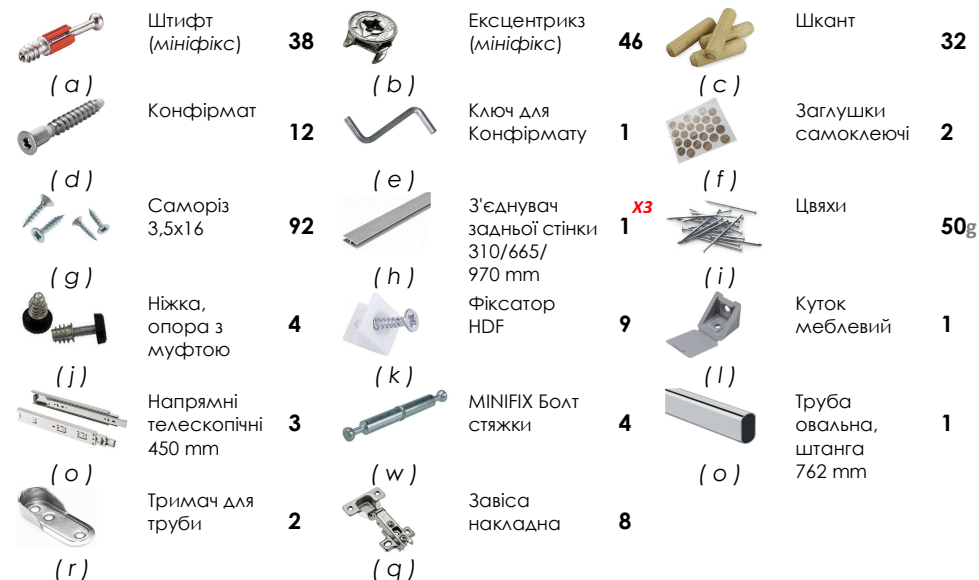 Штифт
(мініфікс)
38
( a )
Ексцентрикз
(мініфікс)
46
( b )
Шкант
32
( c )
Конфірмат
12
( d )
Ключ для
Конфірмату
1
( e )
Заглушки
самоклеючі
2
( f )
Саморіз
3,5x16
92
( g )
З'єднувач
задньої стінки
310/665/
970 mm
1
X3
( h )
Цвяхи
50g
( i )
Ніжка,
опора з
муфтою
4
( j )
Фіксатор
HDF
9
( k )
Куток
меблевий
1
( l )
Напрямні
телескопічні
450 mm
3
( o )
MINIFIX Болт
стяжки
4
( w )
Труба
овальна,
штанга
762 mm
1
( o )
Тримач для
труби
2
( r )
Завіса
накладна
8
( q )